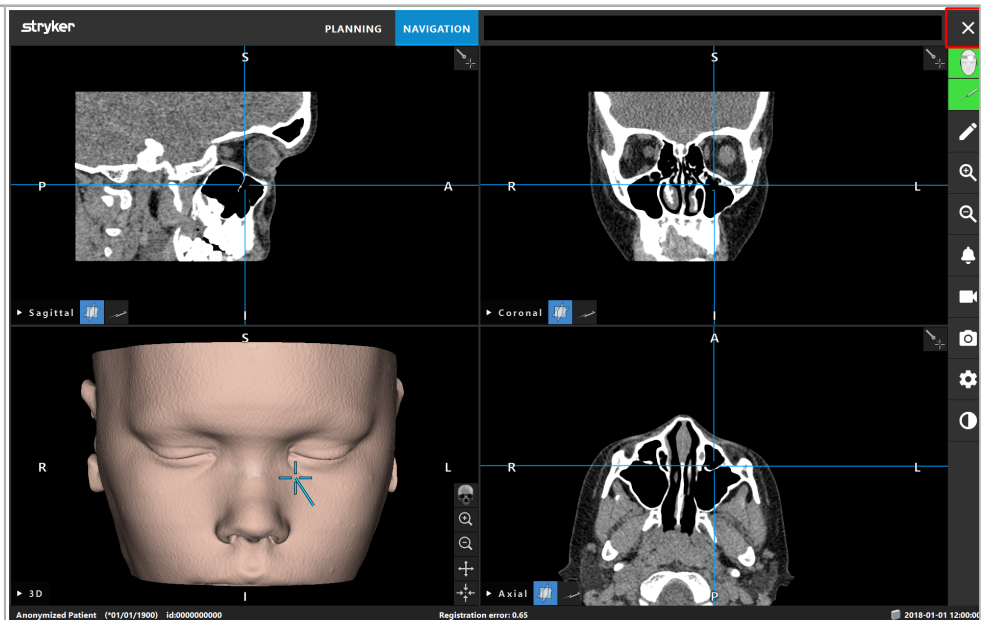 stryker PLANNING NAVIGATION
S
P A
I
▸ Sagittal
S
R L
I
▸ Coronal
S
R L
I
▸ 3D
A
R L
P
▸ Axial
Anonymized Patient (*01/01/1900) id:0000000000 Registration error: 0.65 2018-01-01 12:00:00